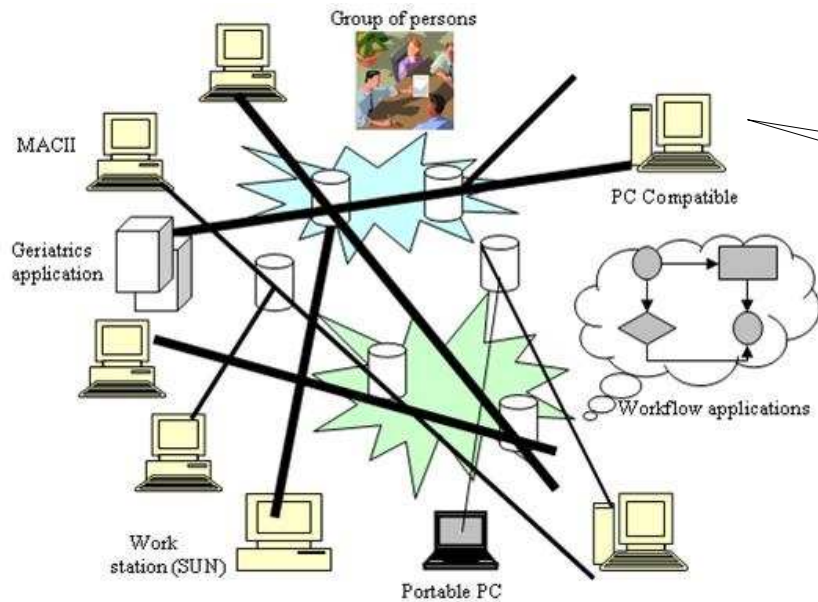 Group of persons
MACII
PC Compatible
Geriatrics
application
Workflow applications
Work
station (SUN)
Portable PC